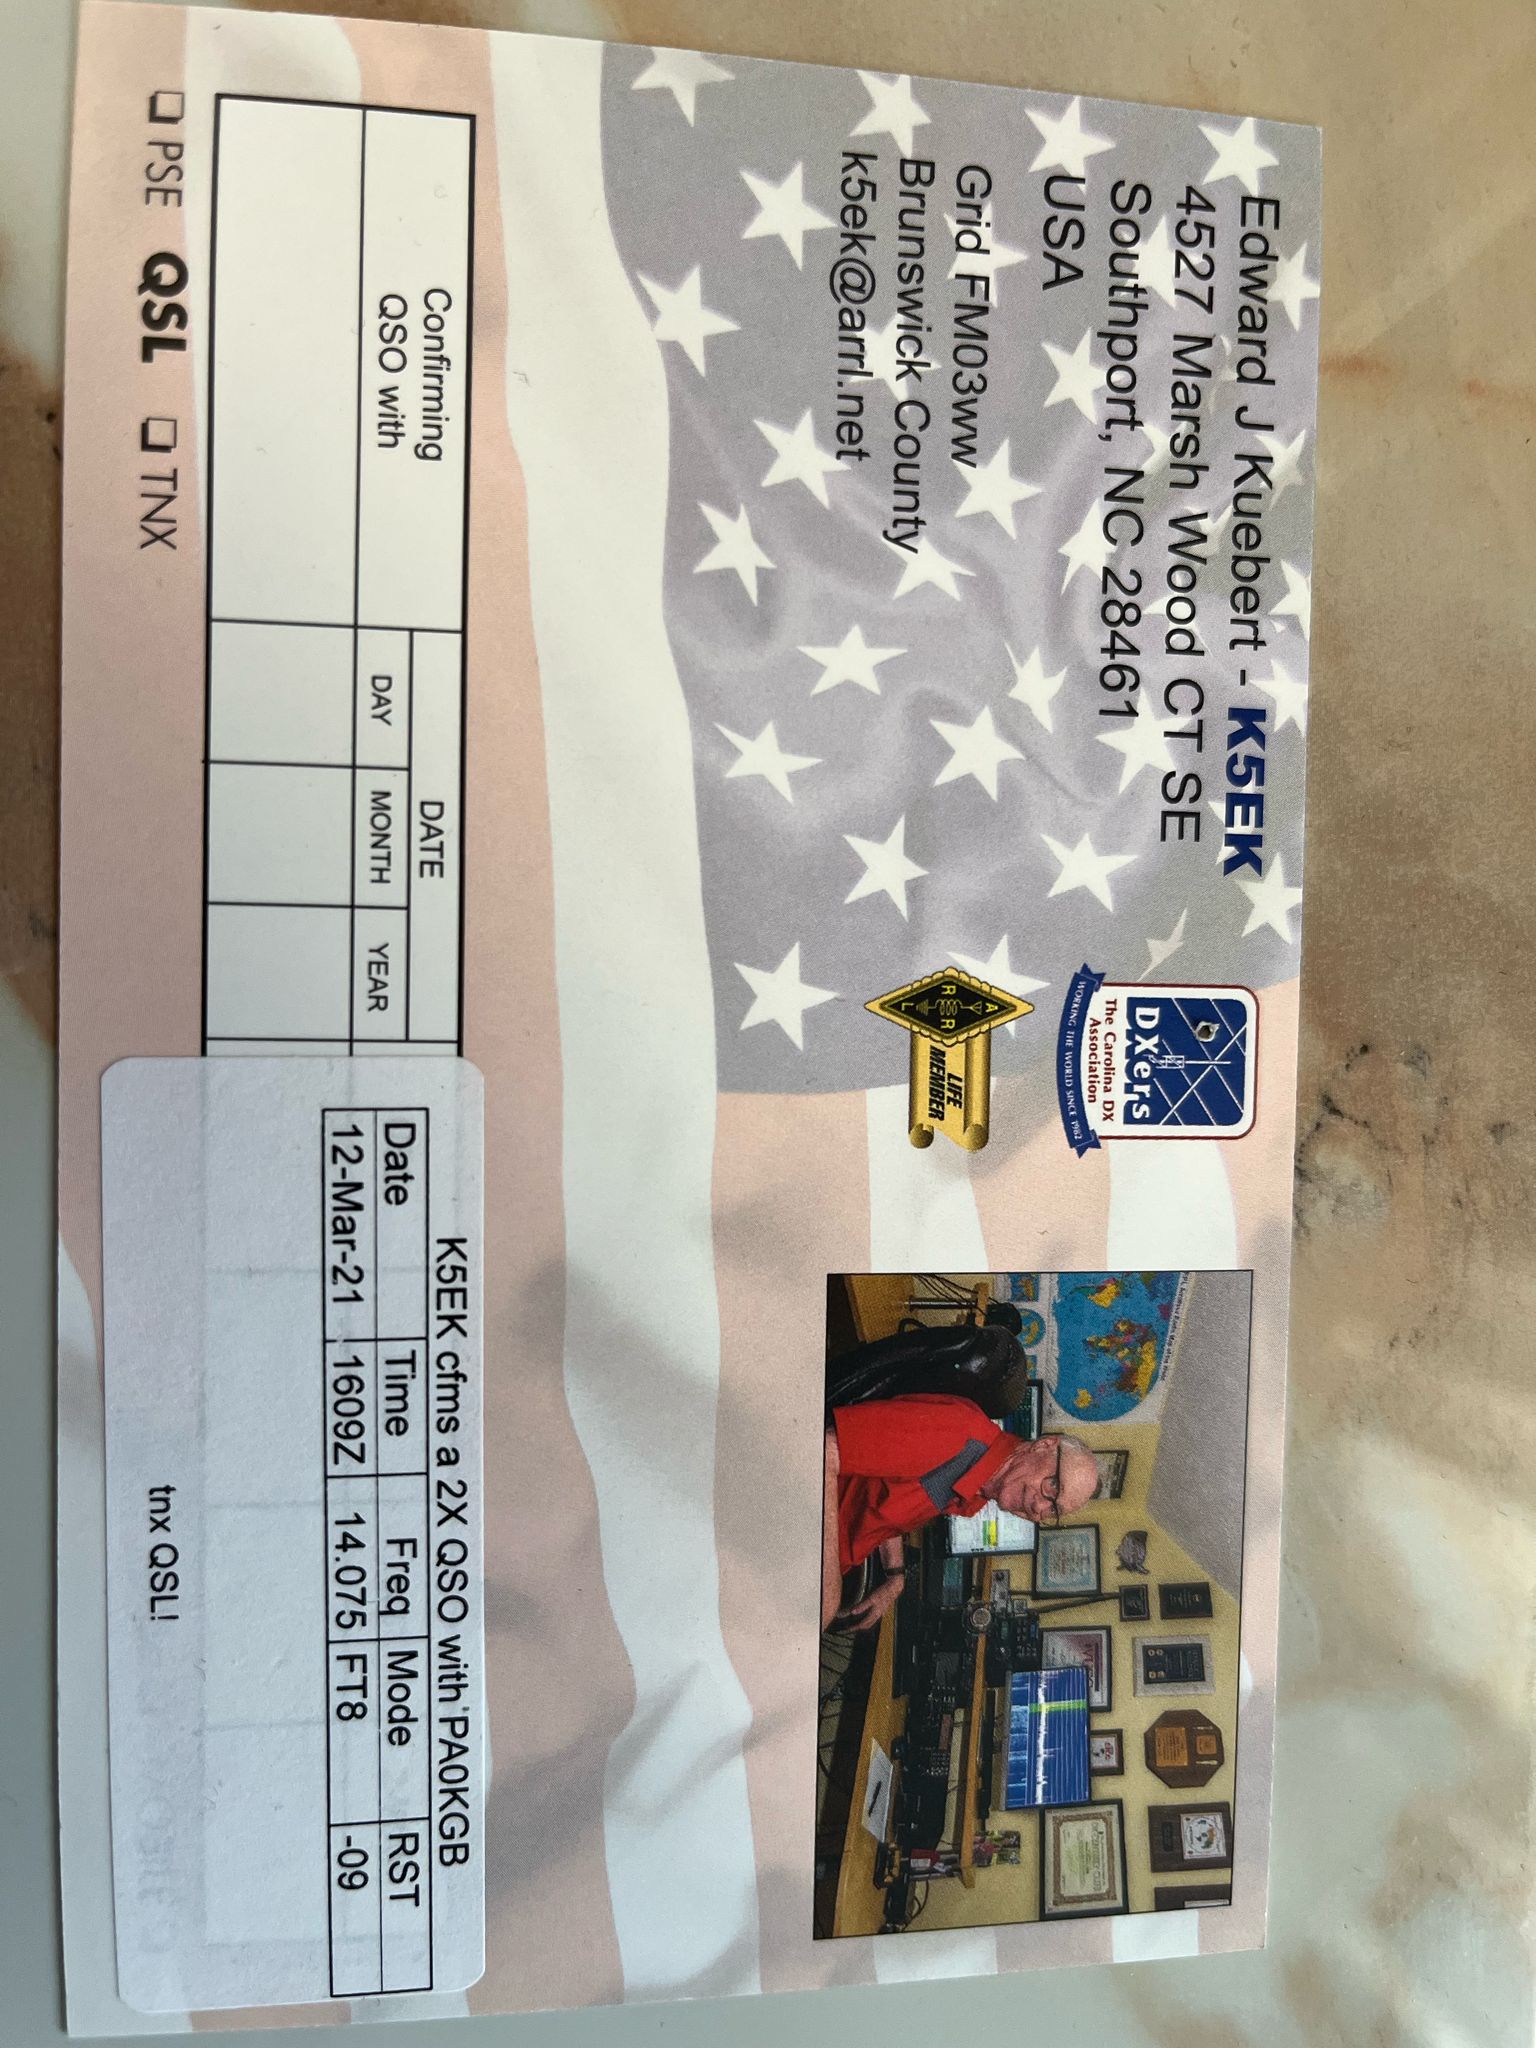 Edward J Kuebert - K5EK
4527 Marsh Wood CT SE
Southport, NC 28461
USA
Grid FM03ww
Brunswick County
k5ek@arrl.net
DXers
The Carolina DX
Association
WORKING THE WORLD SINCE 1982
A
R R
L
LIFE
MEMBER
Confirming
QSO with
DATE
DAY MONTH YEAR
K5EK cfms a 2X QSO with PA0KGB
Date Time Freq Mode RST
12-Mar-21 1609Z 14.075 FT8 -09
tnx QSL!
☐ PSE QSL ☐ TNX